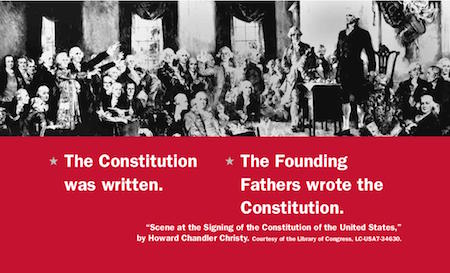 ★ The Constitution
was written.
★ The Founding
Fathers wrote the
Constitution.
"Scene at the Signing of the Constitution of the United States,"
by Howard Chandler Christy. Courtesy of the Library of Congress, LC-USA7-34630.